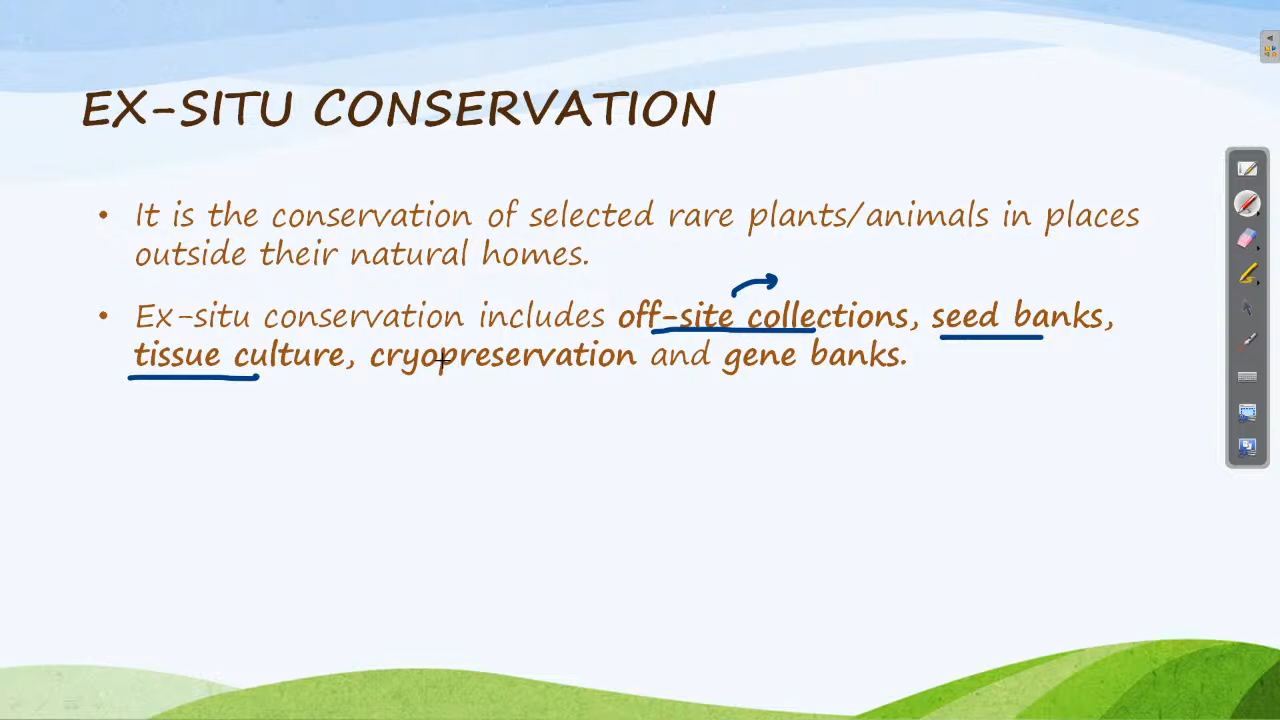 EX-SITU CONSERVATION
• It is the conservation of selected rare plants/animals in places
outside their natural homes.
• Ex-situ conservation includes off-site collections, seed banks,
tissue culture, cryopreservation and gene banks.